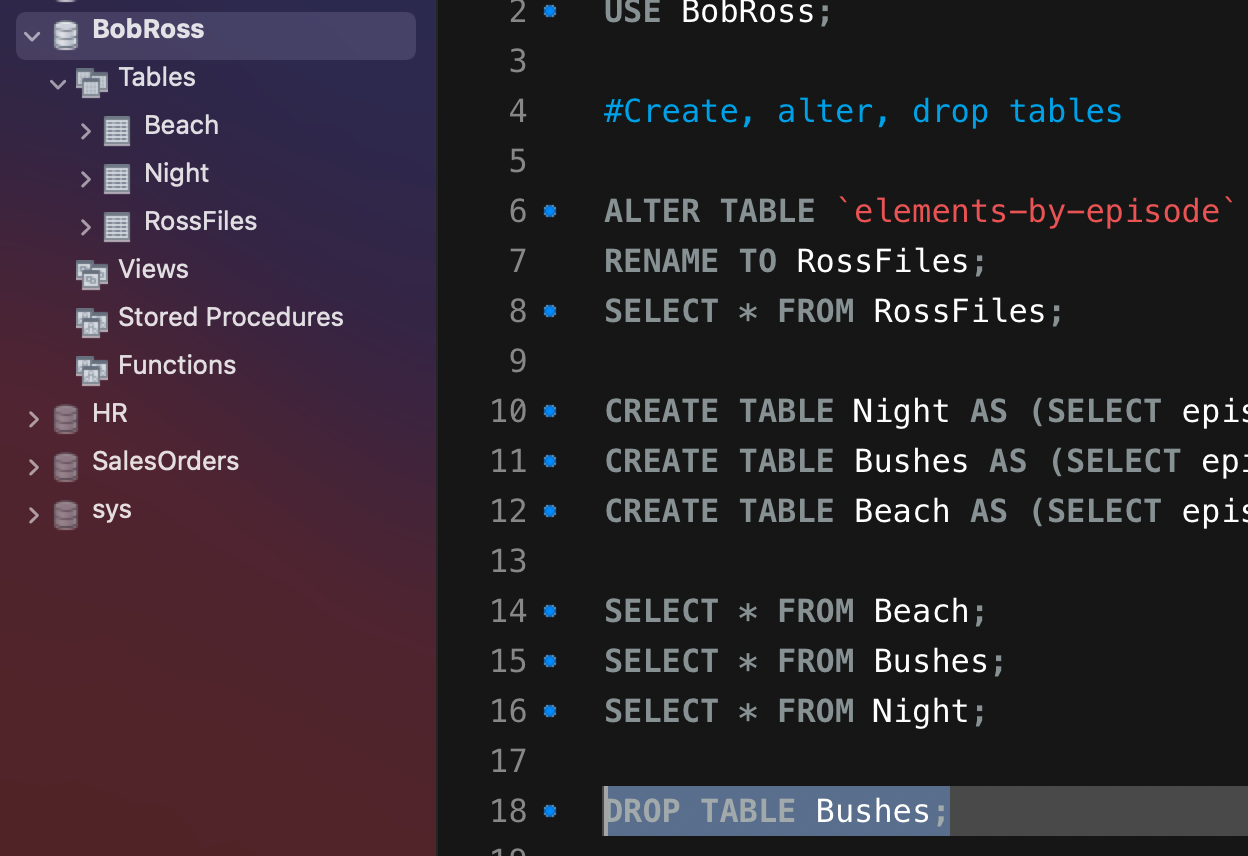 BobRoss
Tables
Beach
Night
RossFiles
Views
Stored Procedures
Functions
HR
SalesOrders
sys
2 USE BobRoss;
3
4 #Create, alter, drop tables
5
6 ALTER TABLE `elements-by-episode`
7 RENAME TO RossFiles;
8 SELECT * FROM RossFiles;
9
10 CREATE TABLE Night AS (SELECT epis
11 CREATE TABLE Bushes AS (SELECT epi
12 CREATE TABLE Beach AS (SELECT epis
13
14 SELECT * FROM Beach;
15 SELECT * FROM Bushes;
16 SELECT * FROM Night;
17
18 DROP TABLE Bushes;
19